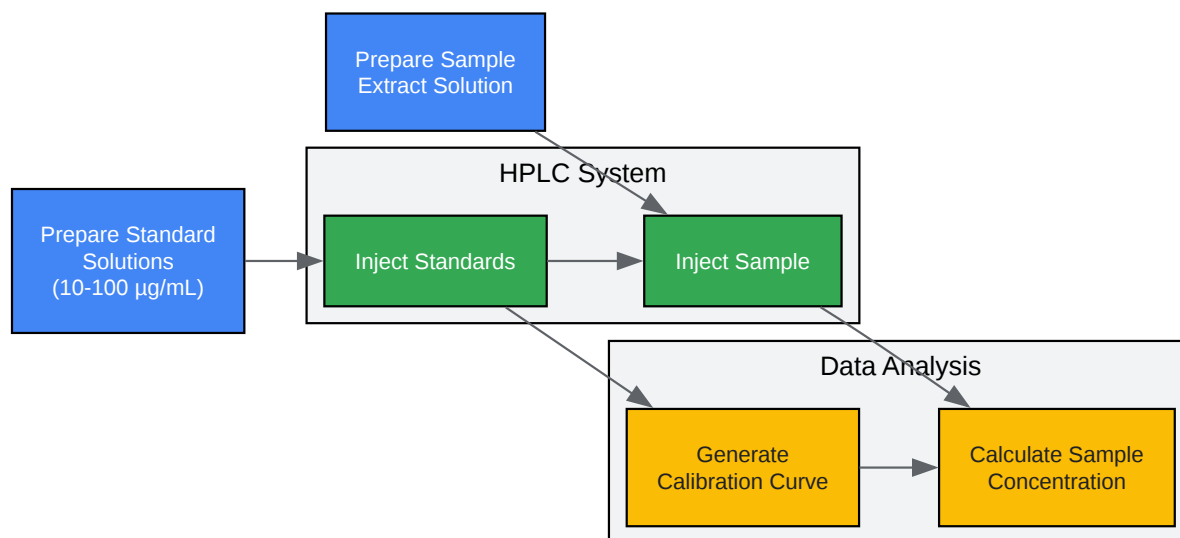 Prepare Sample
Extract Solution
HPLC System
Prepare Standard
Solutions
(10-100 µg/mL)
Inject Standards
Inject Sample
Data Analysis
Generate
Calibration Curve
Calculate Sample
Concentration